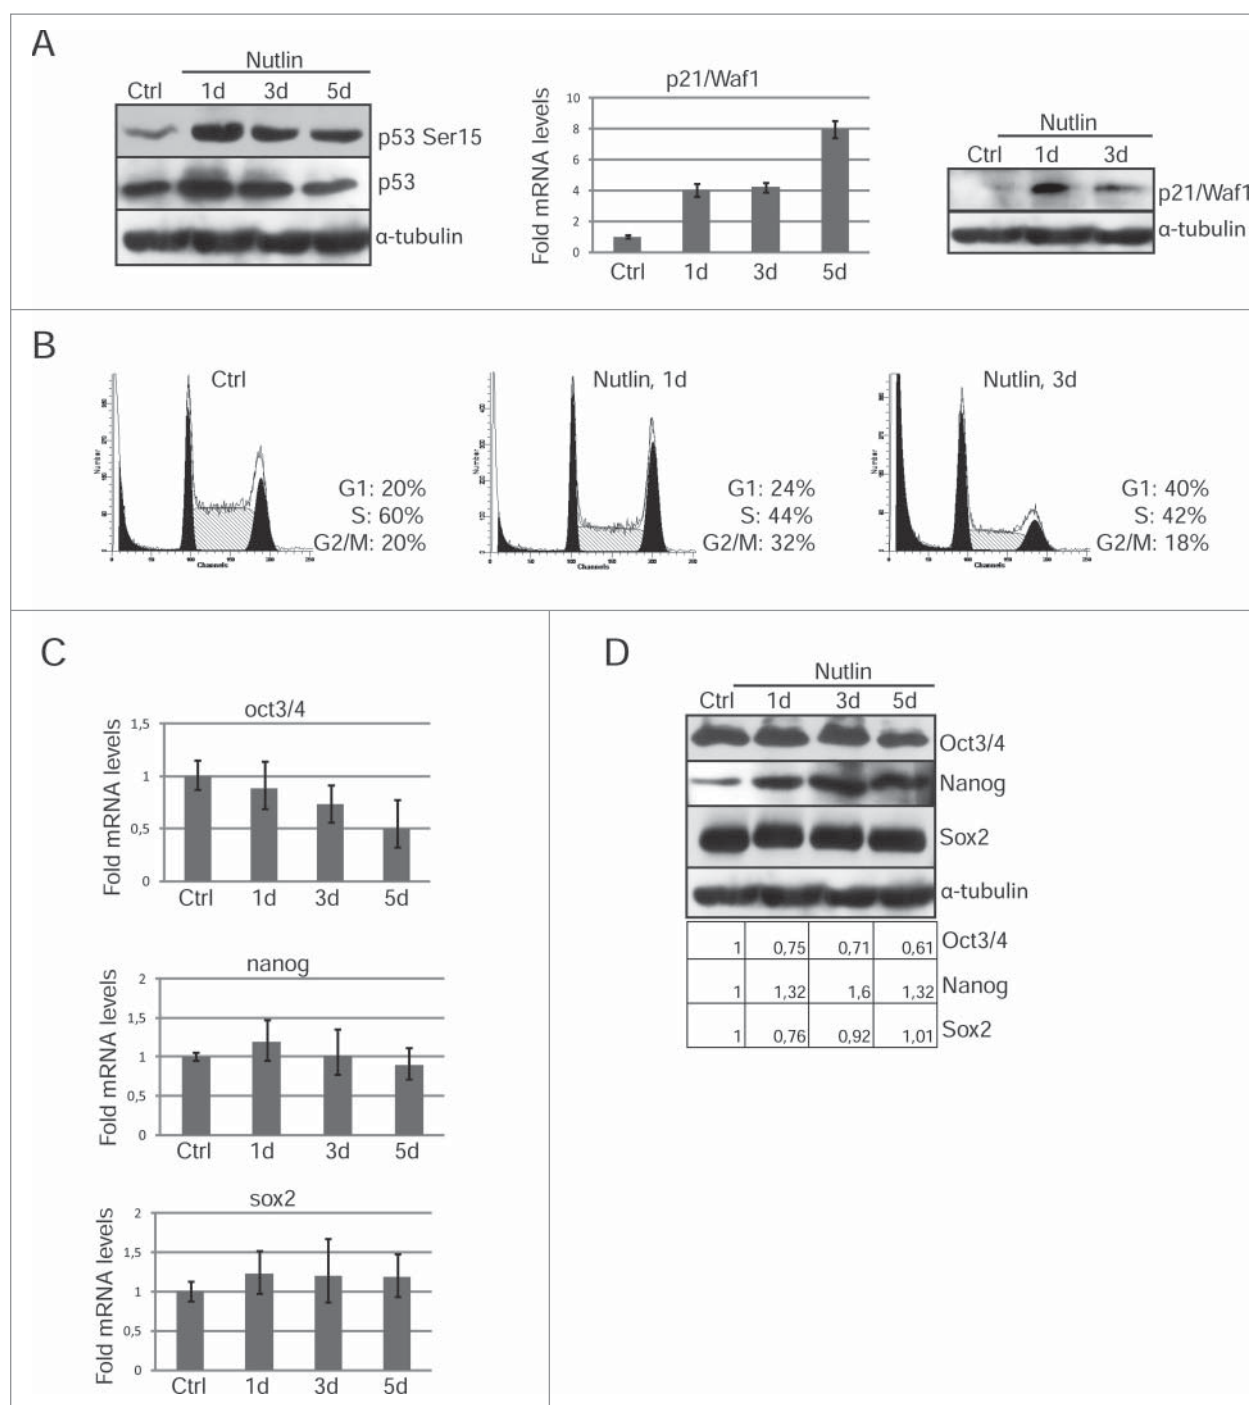 A
Nutlin
Ctrl 1d 3d 5d
p53 Ser15
p53
α-tubulin
p21/Waf1
Fold mRNA levels
10
8
6
4
2
0
Ctrl 1d 3d 5d
Nutlin
Ctrl 1d 3d
p21/Waf1
α-tubulin
B
Ctrl
Number
G1: 20%
S: 60%
G2/M: 20%
Channels
Nutlin, 1d
Number
G1: 24%
S: 44%
G2/M: 32%
Channels
Nutlin, 3d
Number
G1: 40%
S: 42%
G2/M: 18%
Channels
C
oct3/4
Fold mRNA levels
1,5
1
0,5
0
Ctrl 1d 3d 5d
nanog
Fold mRNA levels
2
1,5
1
0,5
0
Ctrl 1d 3d 5d
sox2
Fold mRNA levels
2
1,5
1
0,5
0
Ctrl 1d 3d 5d
D
Nutlin
Ctrl 1d 3d 5d
Oct3/4
Nanog
Sox2
α-tubulin
1 0,75 0,71 0,61 Oct3/4
1 1,32 1,6 1,32 Nanog
1 0,76 0,92 1,01 Sox2